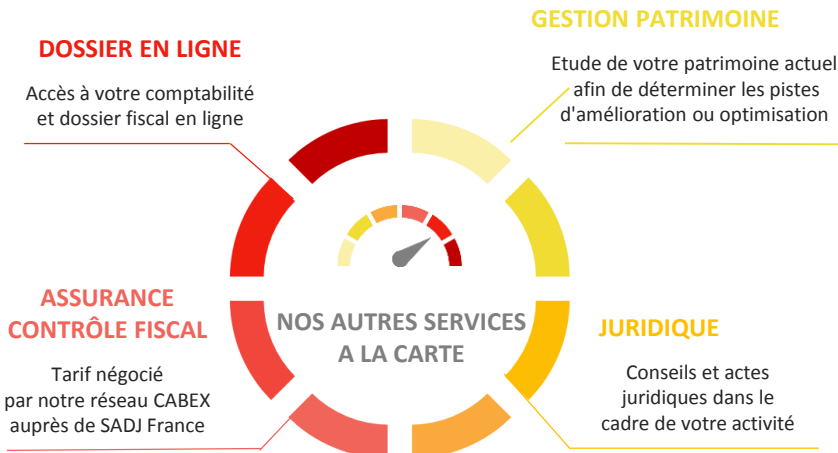 GESTION PATRIMOINE
Etude de votre patrimoine actuel
afin de déterminer les pistes
d'amélioration ou optimisation
DOSSIER EN LIGNE
Accès à votre comptabilité
et dossier fiscal en ligne
NOS AUTRES SERVICES
A LA CARTE
ASSURANCE
CONTRÔLE FISCAL
Tarif négocié
par notre réseau CABEX
auprès de SADJ France
JURIDIQUE
Conseils et actes
juridiques dans le
cadre de votre activité